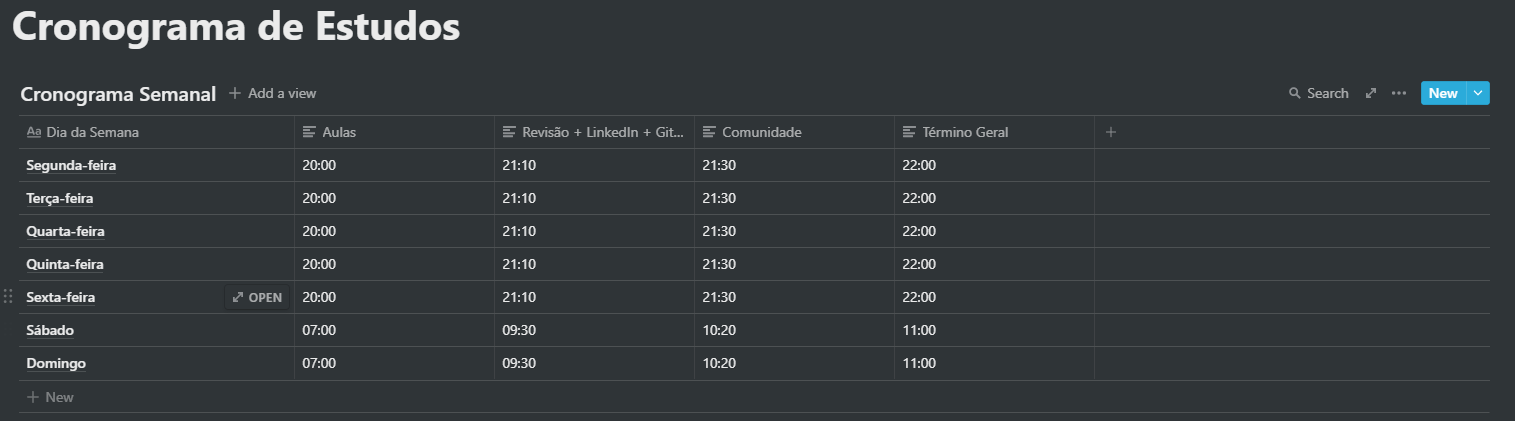 Cronograma de Estudos
Cronograma Semanal + Add a view Search New
Aa Dia da Semana Aulas Revisão + LinkedIn + Git... Comunidade Término Geral +
Segunda-feira 20:00 21:10 21:30 22:00
Terça-feira 20:00 21:10 21:30 22:00
Quarta-feira 20:00 21:10 21:30 22:00
Quinta-feira 20:00 21:10 21:30 22:00
Sexta-feira OPEN 20:00 21:10 21:30 22:00
Sábado 07:00 09:30 10:20 11:00
Domingo 07:00 09:30 10:20 11:00
+ New